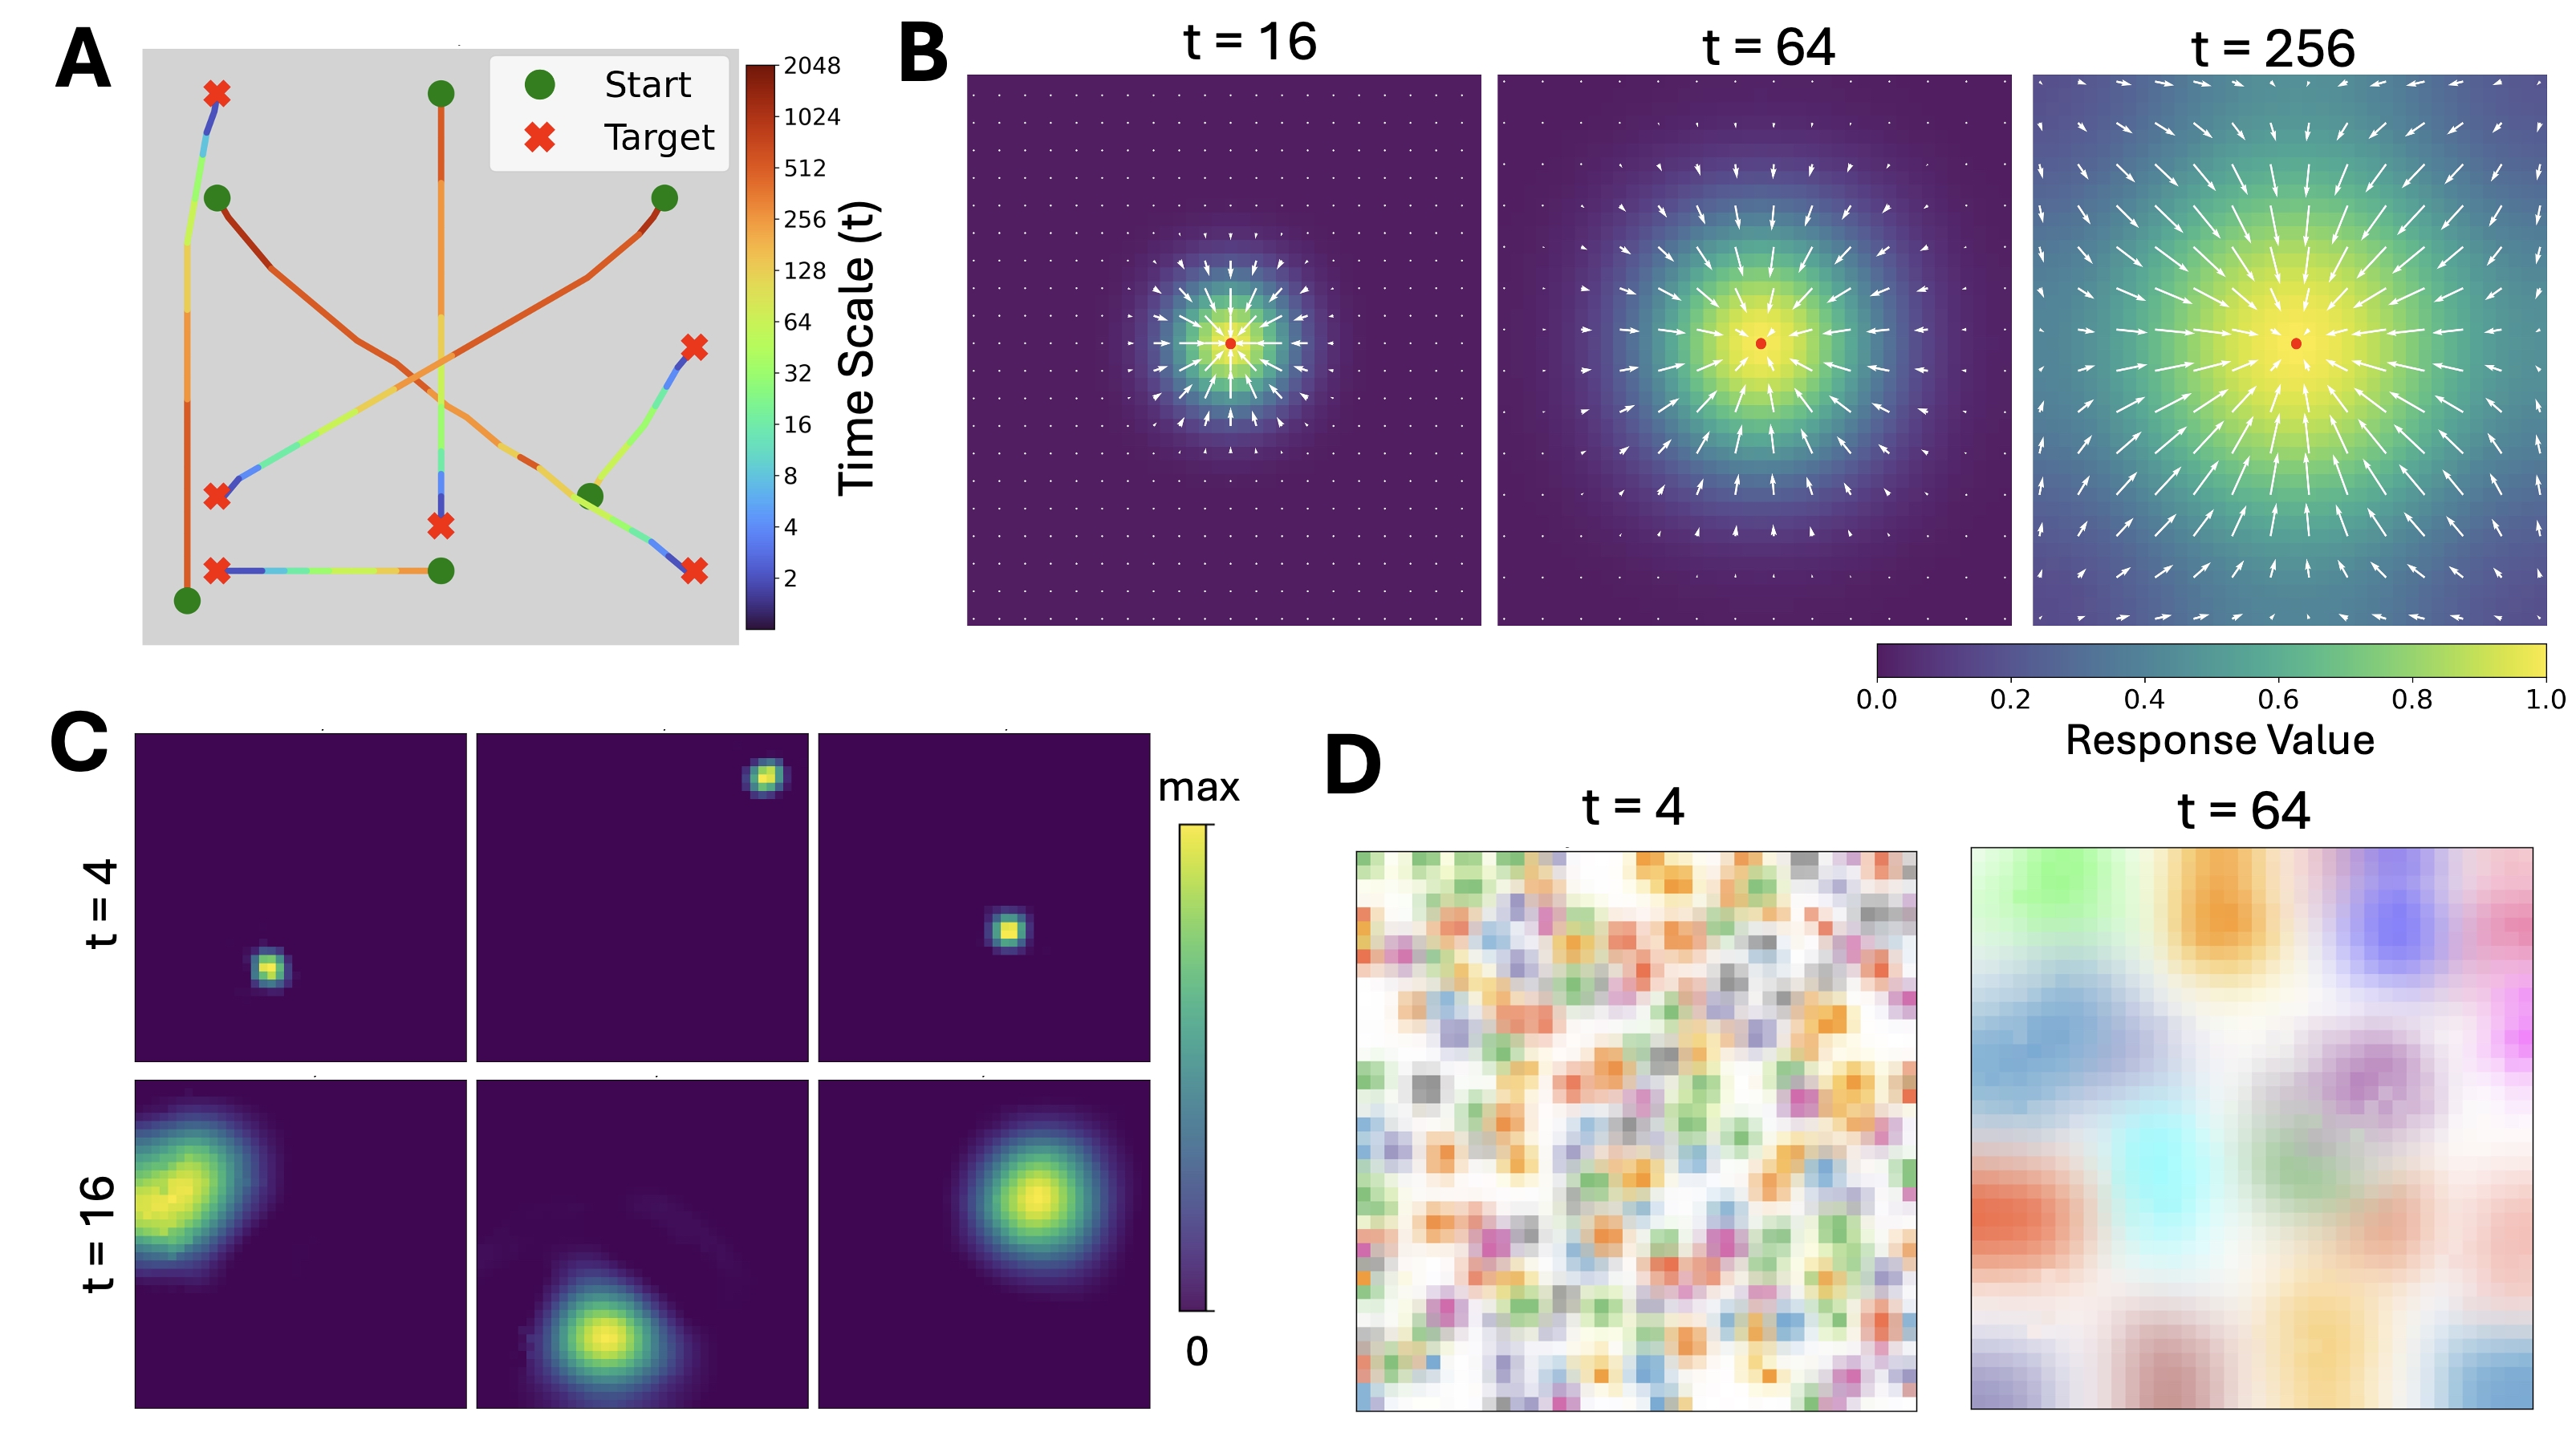 A
Start
Target
2048
1024
512
256
128
64
32
16
8
4
2
Time Scale (t)
B
t = 16
t = 64
t = 256
0.0 0.2 0.4 0.6 0.8 1.0
Response Value
C
t = 4
t = 16
max
0
D
t = 4
t = 64